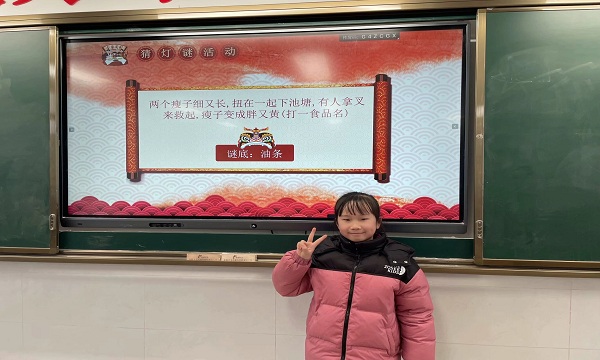 猜灯谜活动
两个瘦子细又长,扭在一起下池塘,有人拿叉
来救起,瘦子变成胖又黄(打一食品名)
谜底：油条